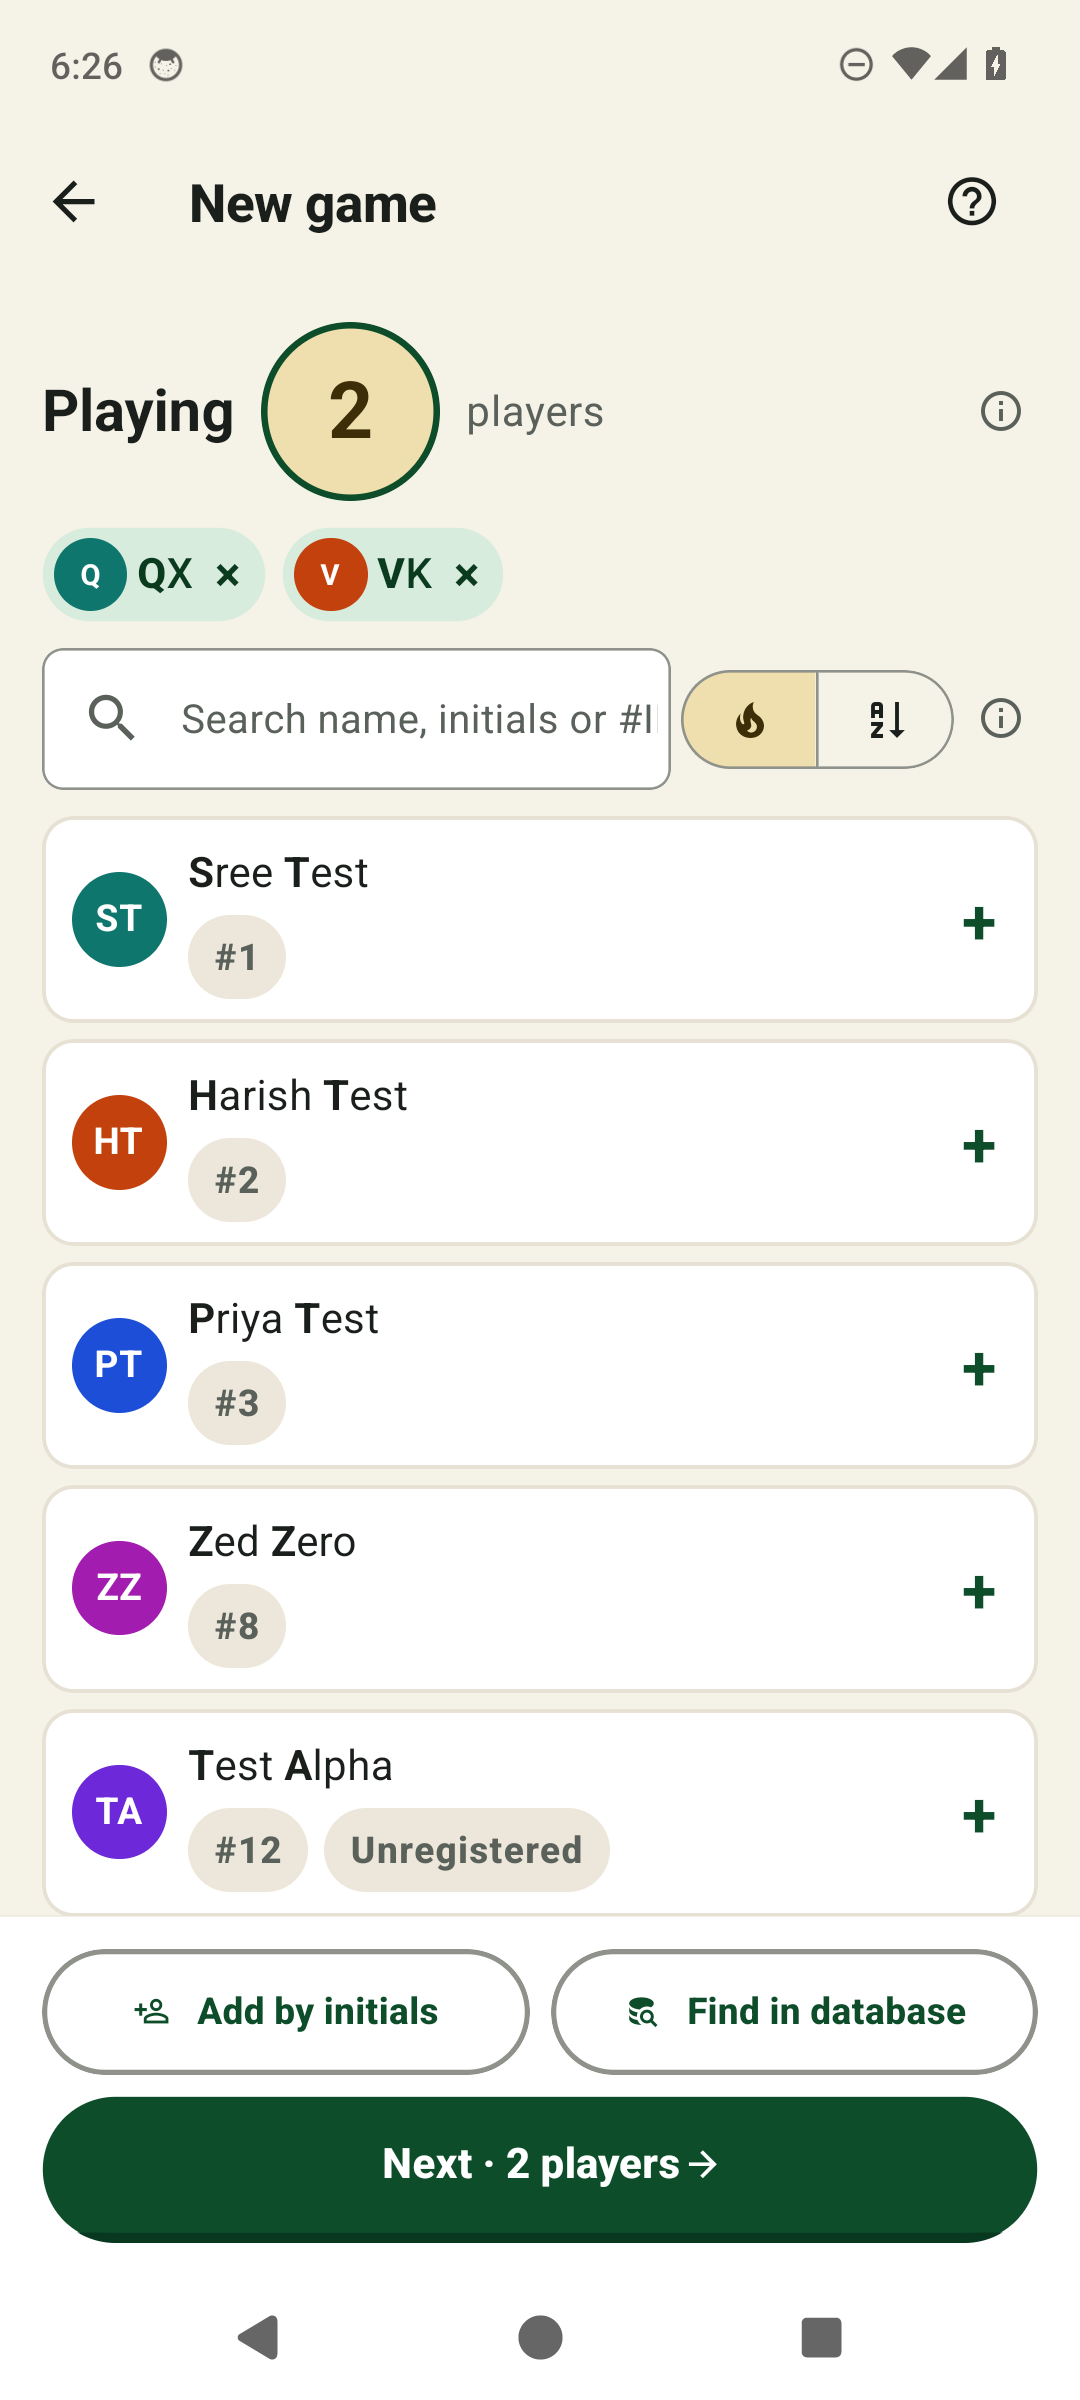 6:26
New game
Playing 2 players
Q QX × V VK ×
Search name, initials or #I
A
Z
Sree Test
ST
#1
+
Harish Test
HT
#2
+
Priya Test
PT
#3
+
Zed Zero
ZZ
#8
+
Test Alpha
TA
#12 Unregistered
+
Add by initials Find in database
Next · 2 players →